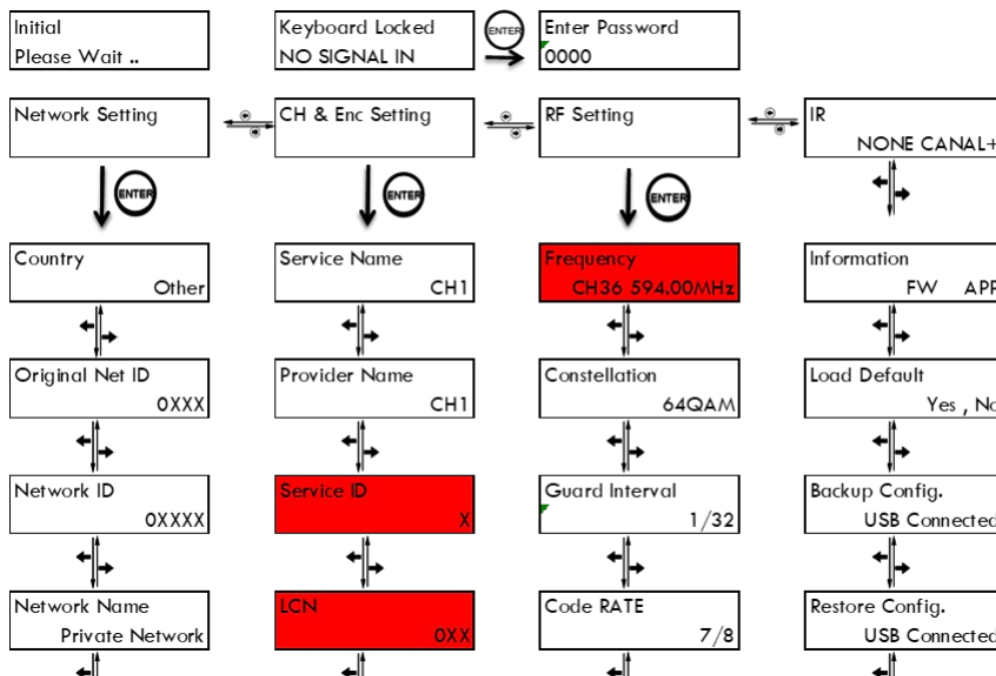 Initial
Please Wait ..
Keyboard Locked
NO SIGNAL IN
ENTER
Enter Password
0000
Network Setting
CH & Enc Setting
RF Setting
IR
NONE CANAL+
ENTER
ENTER
ENTER
Country
Other
Service Name
CH1
Frequency
CH36 594.00MHz
Information
FW APP
Original Net ID
0XXX
Provider Name
CH1
Constellation
64QAM
Load Default
Yes , No
Network ID
0XXXX
Service ID
X
Guard Interval
1/32
Backup Config.
USB Connected
Network Name
Private Network
LCN
0XX
Code RATE
7/8
Restore Config.
USB Connected